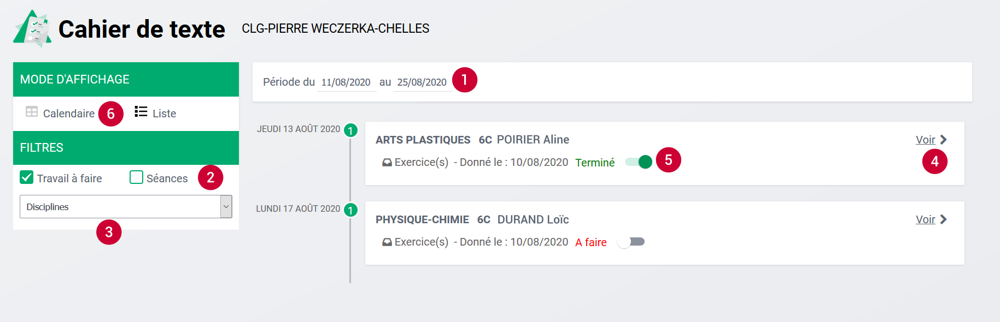 Cahier de texte CLG-PIERRE WECZERKA-CHELLES
MODE D'AFFICHAGE
Calendaire 6 Liste
FILTRES
Travail à faire Séances 2
Disciplines
3
Période du 11/08/2020 au 25/08/2020 1
JEUDI 13 AOÛT 2020 1
ARTS PLASTIQUES 6C POIRIER Aline Voir
Exercice(s) - Donné le : 10/08/2020 Terminé 5 4
LUNDI 17 AOÛT 2020 1
PHYSIQUE-CHIMIE 6C DURAND Loïc Voir
Exercice(s) - Donné le : 10/08/2020 A faire